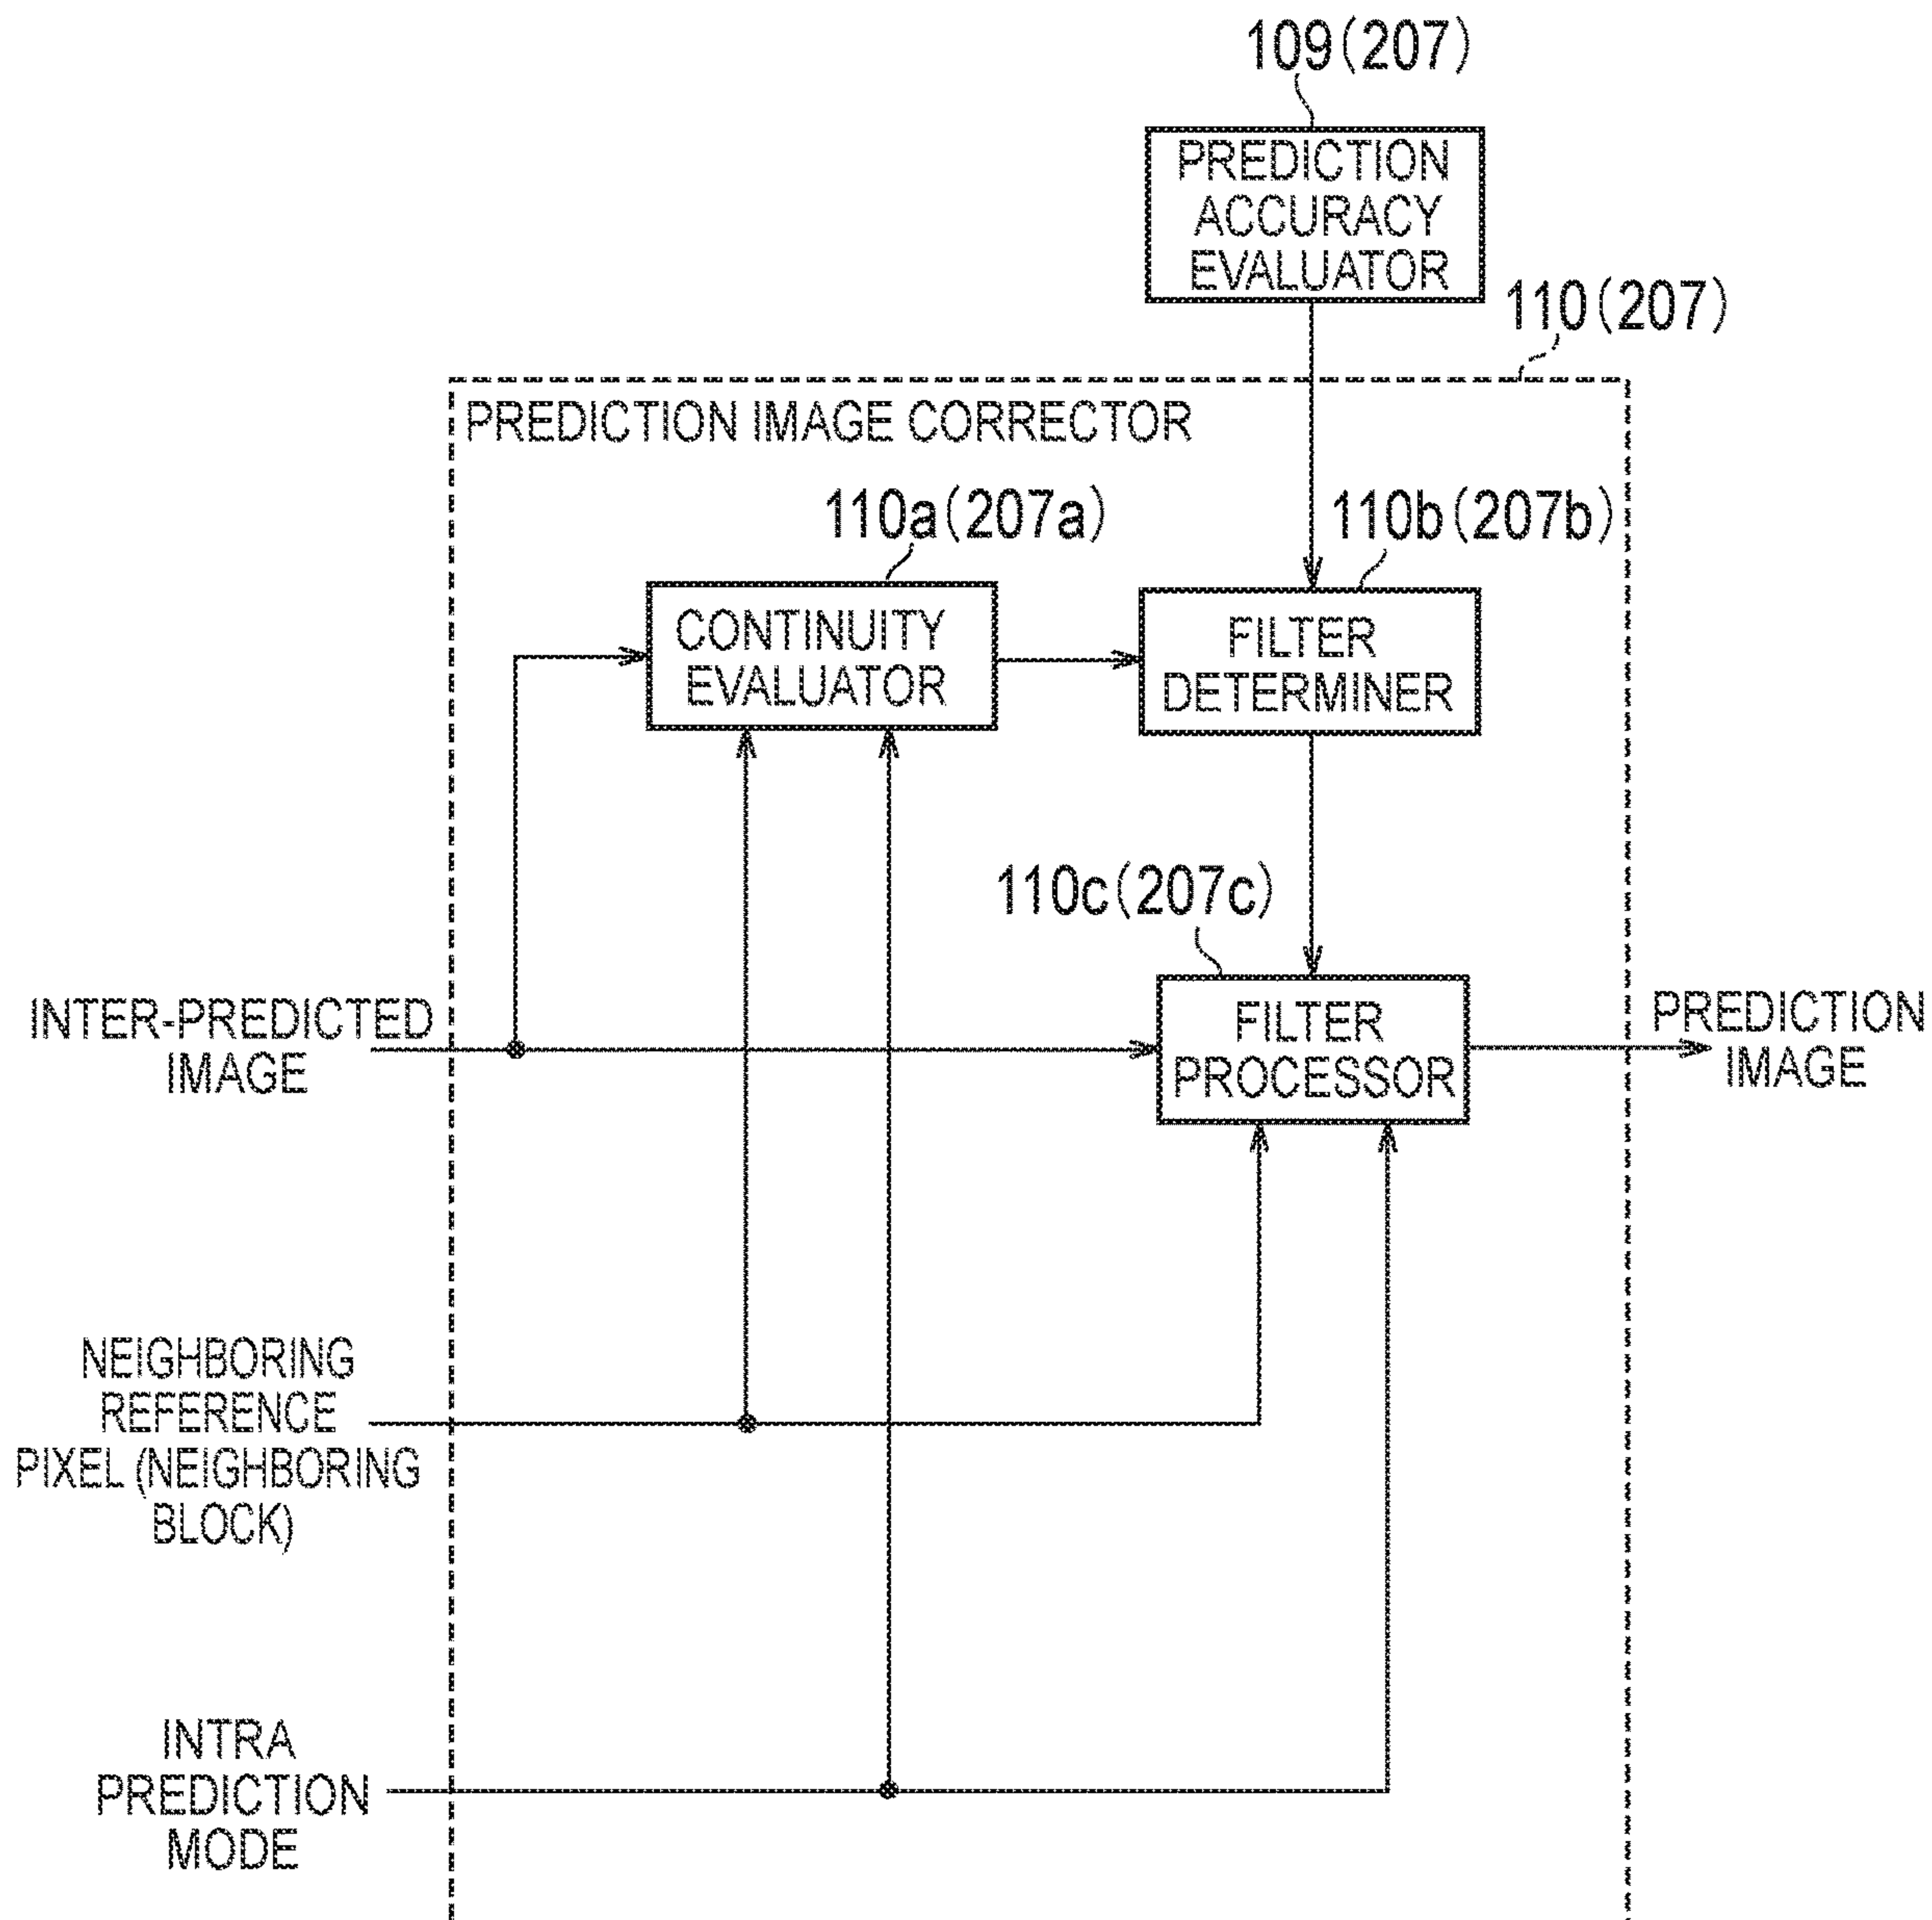 109(207)
PREDICTION
ACCURACY
EVALUATOR
110(207)
PREDICTION IMAGE CORRECTOR
110a(207a)
110b(207b)
CONTINUITY
EVALUATOR
FILTER
DETERMINER
110c(207c)
INTER-PREDICTED
IMAGE
FILTER
PROCESSOR
PREDICTION
IMAGE
NEIGHBORING
REFERENCE
PIXEL (NEIGHBORING
BLOCK)
INTRA
PREDICTION
MODE